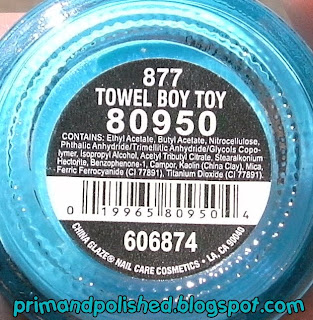 877
TOWEL BOY TOY
80950
CONTAINS: Ethyl Acetate, Butyl Acetate, Nitrocellulose,
Phthalic Anhydride/Trimellitic Anhydride/Glycols Copo-
lymer, Isopropyl Alcohol, Acetyl Tributyl Citrate, Stearalkonium
Hectorite, Benzophenone-1, Campor, Kaolin (China Clay), Mica,
Ferric Ferrocyanide (CI 77891), Titanium Dioxide (CI 77891).
0 19965 80950 4
606874
CHINA GLAZE® NAIL CARE COSMETICS • LA, CA 90040
primandpolished.blogspot.com